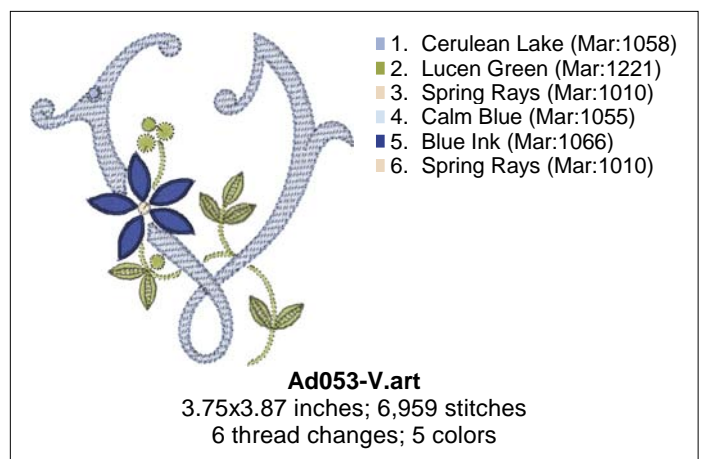 1. Cerulean Lake (Mar:1058)
2. Lucen Green (Mar:1221)
3. Spring Rays (Mar:1010)
4. Calm Blue (Mar:1055)
5. Blue Ink (Mar:1066)
6. Spring Rays (Mar:1010)
Ad053-V.art
3.75x3.87 inches; 6,959 stitches
6 thread changes; 5 colors